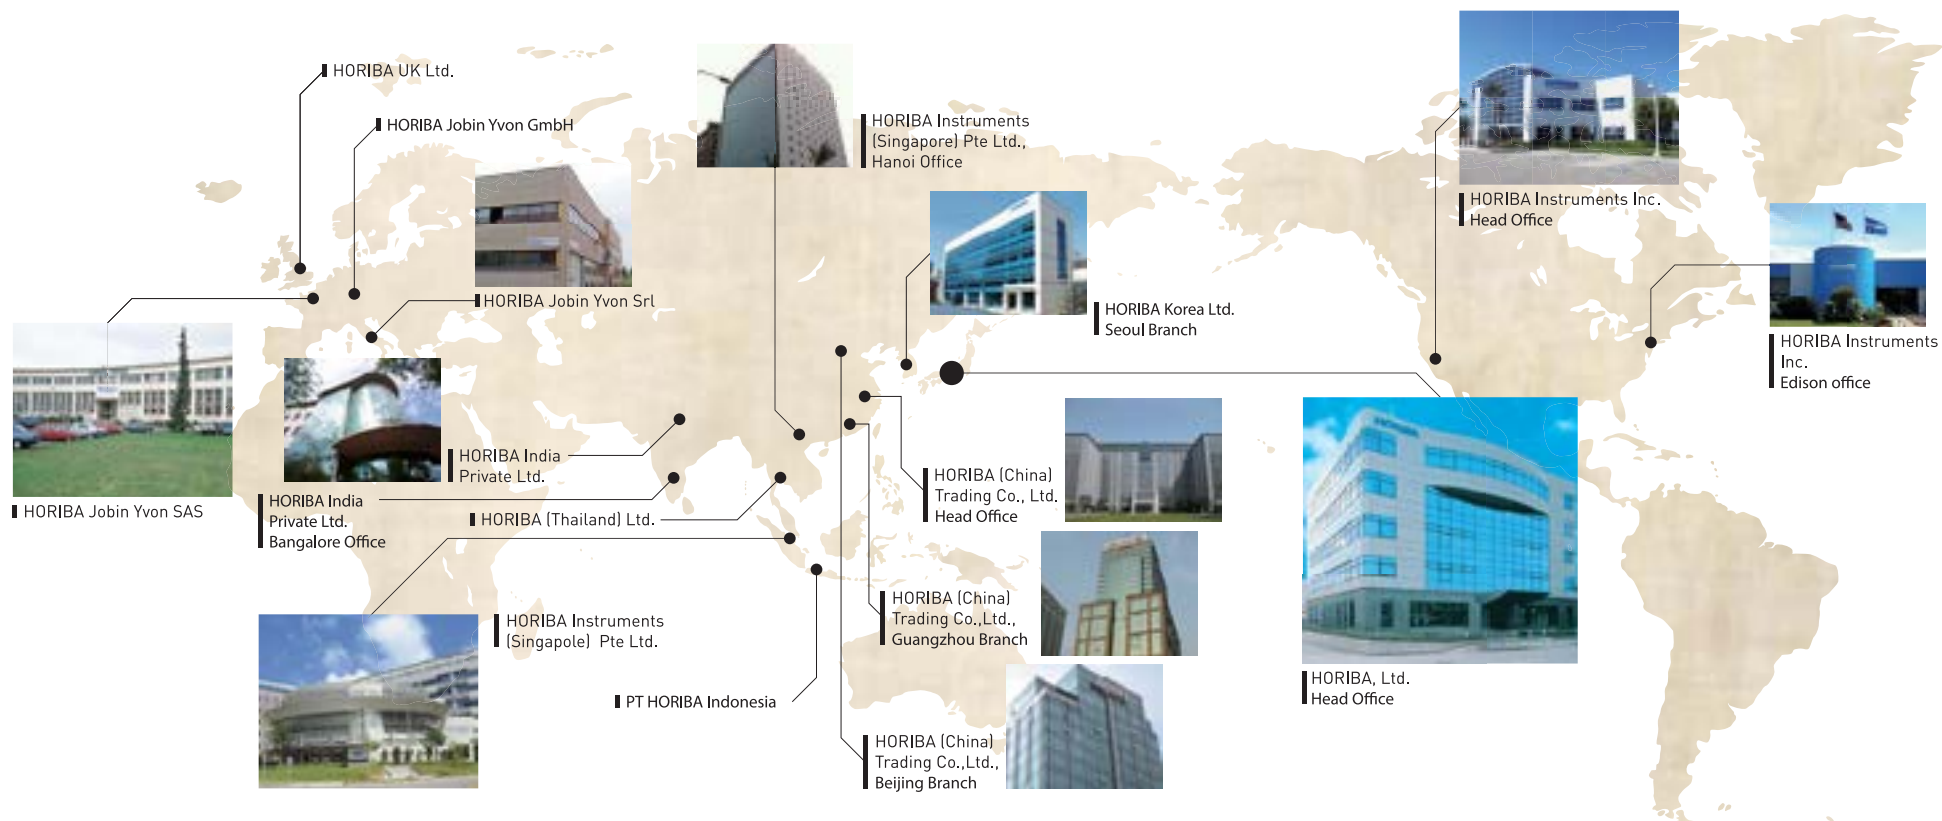 HORIBA UK Ltd.
HORIBA Jobin Yvon GmbH
HORIBA Instruments
(Singapore) Pte Ltd.,
Hanoi Office
HORIBA Instruments Inc.
Head Office
HORIBA Jobin Yvon Srl
HORIBA Korea Ltd.
Seoul Branch
HORIBA Instruments
Inc.
Edison office
HORIBA India
Private Ltd.
HORIBA Jobin Yvon SAS
HORIBA India
Private Ltd.
Bangalore Office
HORIBA (Thailand) Ltd.
HORIBA (China)
Trading Co., Ltd.
Head Office
HORIBA Instruments
(Singapole) Pte Ltd.
HORIBA (China)
Trading Co.,Ltd.,
Guangzhou Branch
PT HORIBA Indonesia
HORIBA, Ltd.
Head Office
HORIBA (China)
Trading Co.,Ltd.,
Beijing Branch